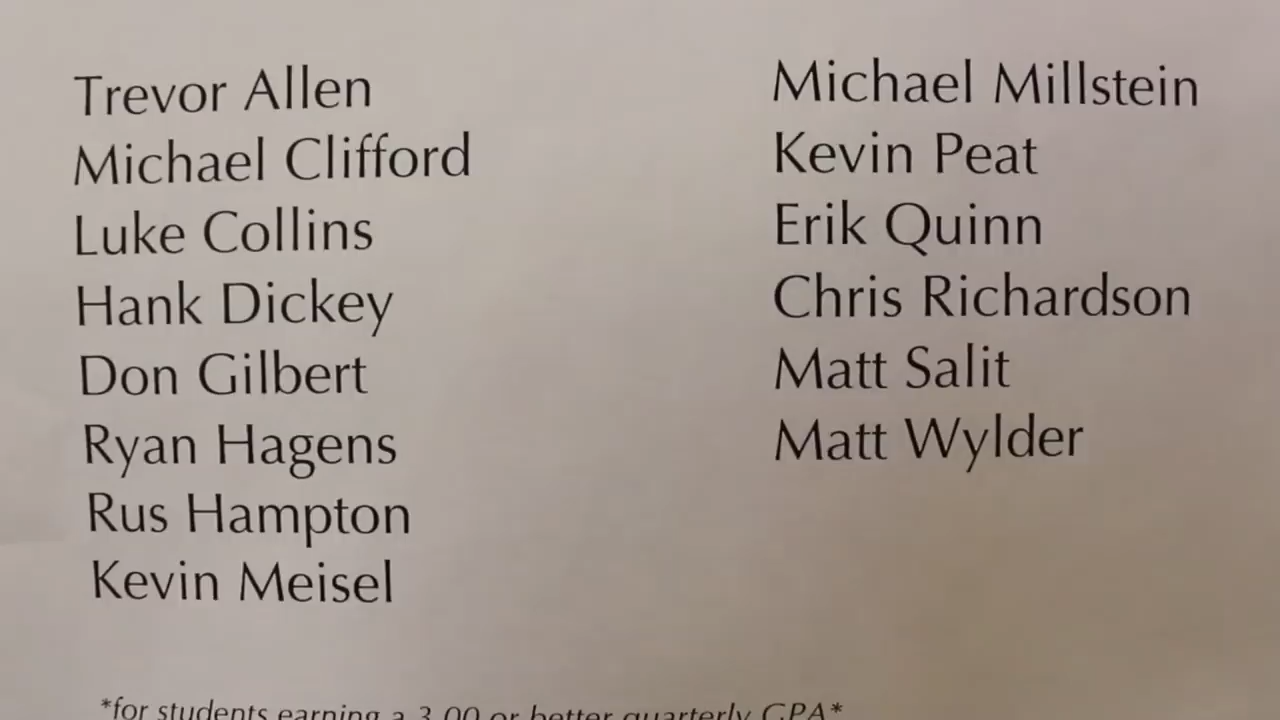 Trevor Allen
Michael Clifford
Luke Collins
Hank Dickey
Don Gilbert
Ryan Hagens
Rus Hampton
Kevin Meisel
Michael Millstein
Kevin Peat
Erik Quinn
Chris Richardson
Matt Salit
Matt Wylder
*for students earning a 3.00 or better quarterly GPA*